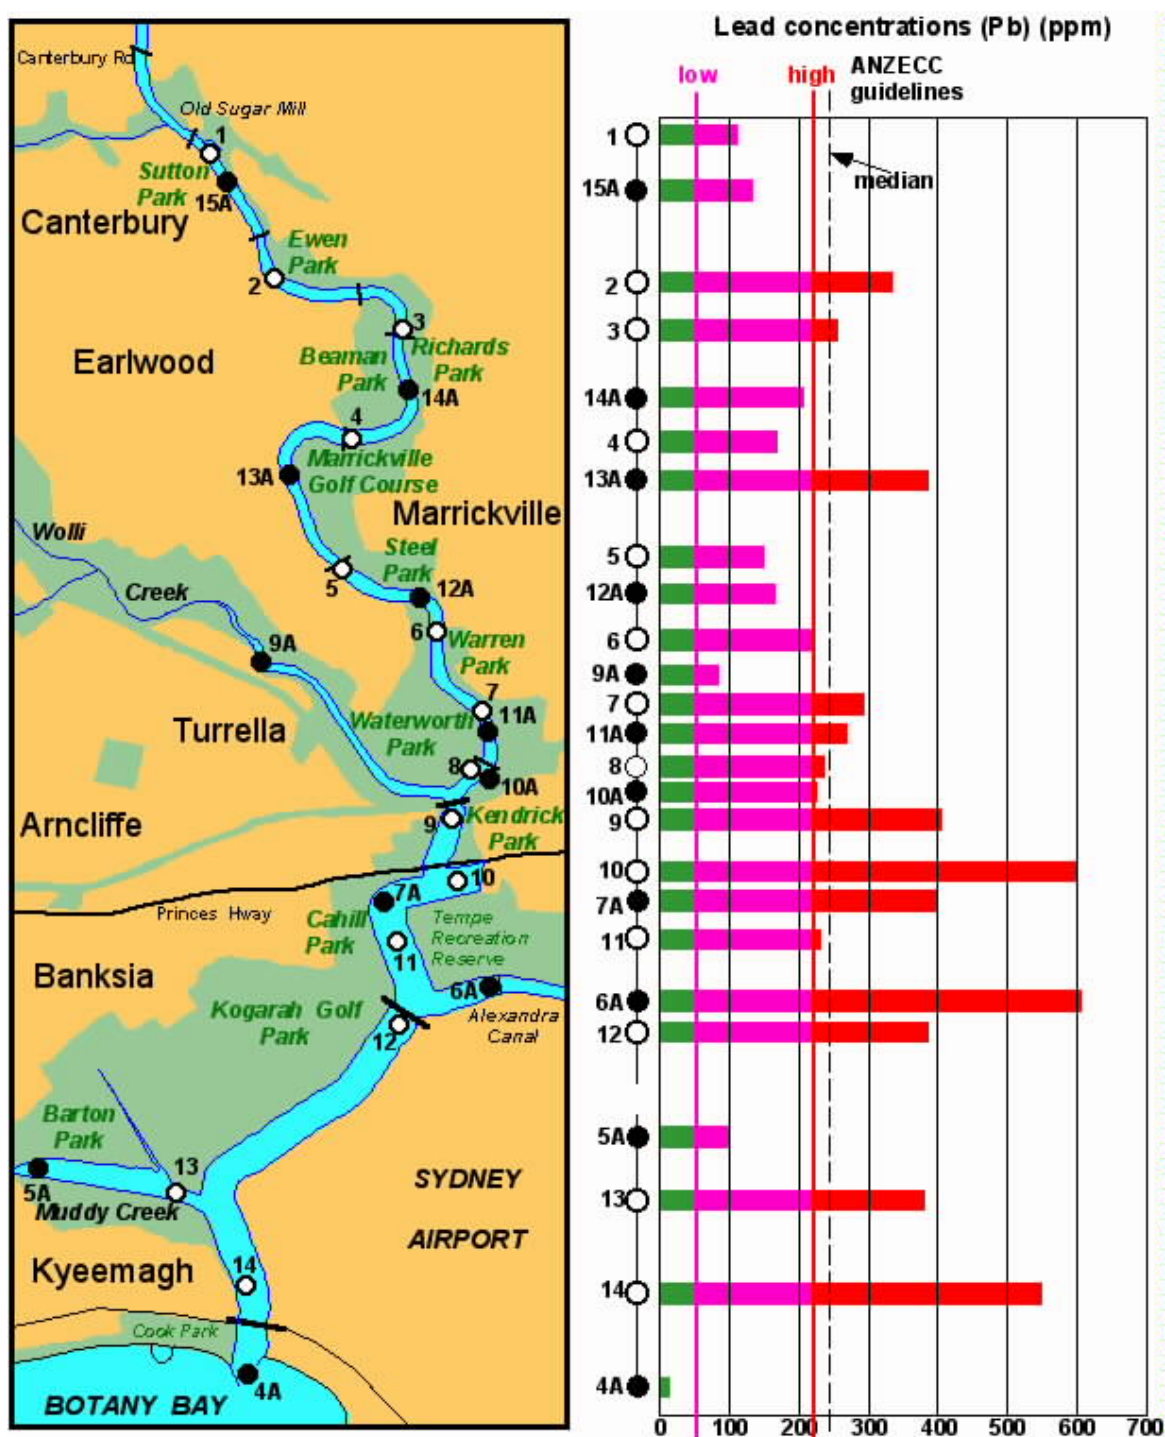 Canterbury Rd
Old Sugar Mill
1
Sutton
Park
15A
Canterbury
Ewen
Park
2
3
Richards
Park
Beaman
Park
Earlwood
14A
4
Marrickville
Golf Course
13A
Marrickville
Wolli
Creek
Steel
Park
5
12A
6
9A
Warren
Park
7
11A
Waterworth
Park
Turrella
8
10A
Arncliffe
9
Kendrick
Park
10
7A
Princes Hway
Cahill
Park
Tempe
Recreation
Reserve
11
Banksia
6A
Kogarah Golf
Park
Alexandra
Canal
12
Barton
Park
13
5A
Muddy Creek
SYDNEY
AIRPORT
Kyeemagh
14
Cook Park
4A
BOTANY BAY
Lead concentrations (Pb) (ppm)
low
high
ANZECC
guidelines
median
1
15A
2
3
14A
4
13A
5
12A
6
9A
7
11A
8
10A
9
10
7A
11
6A
12
5A
13
14
4A
0 100 200 300 400 500 600 700